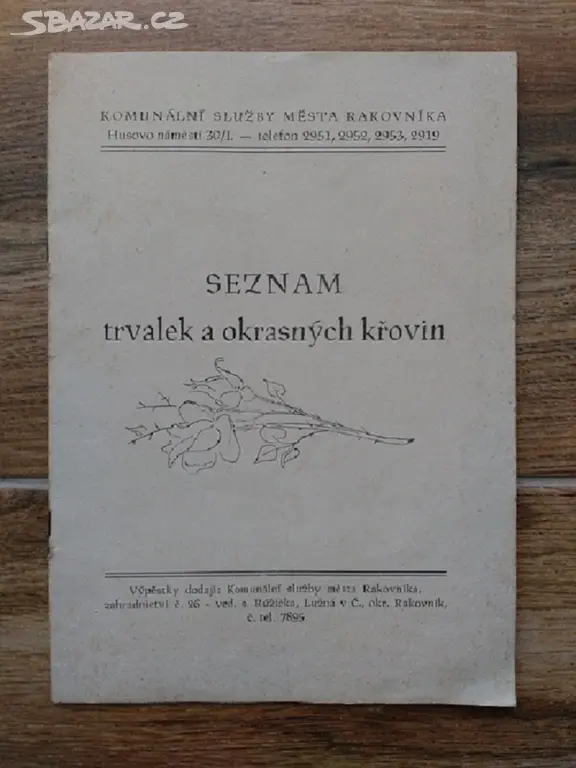 SBAZAR.CZ
KOMUNÁLNÍ SLUŽBY MĚSTA RAKOVNÍKA
Husovo náměstí 30/I. — telefon 2951, 2952, 2953, 2919
SEZNAM
trvalek a okrasných křovin
Výpěstky dodají: Komunální služby města Rakovníka,
zahradnictví č. 26 - ved. s. Růžička, Lužná v Č., okr. Rakovník,
č. tel. 7895